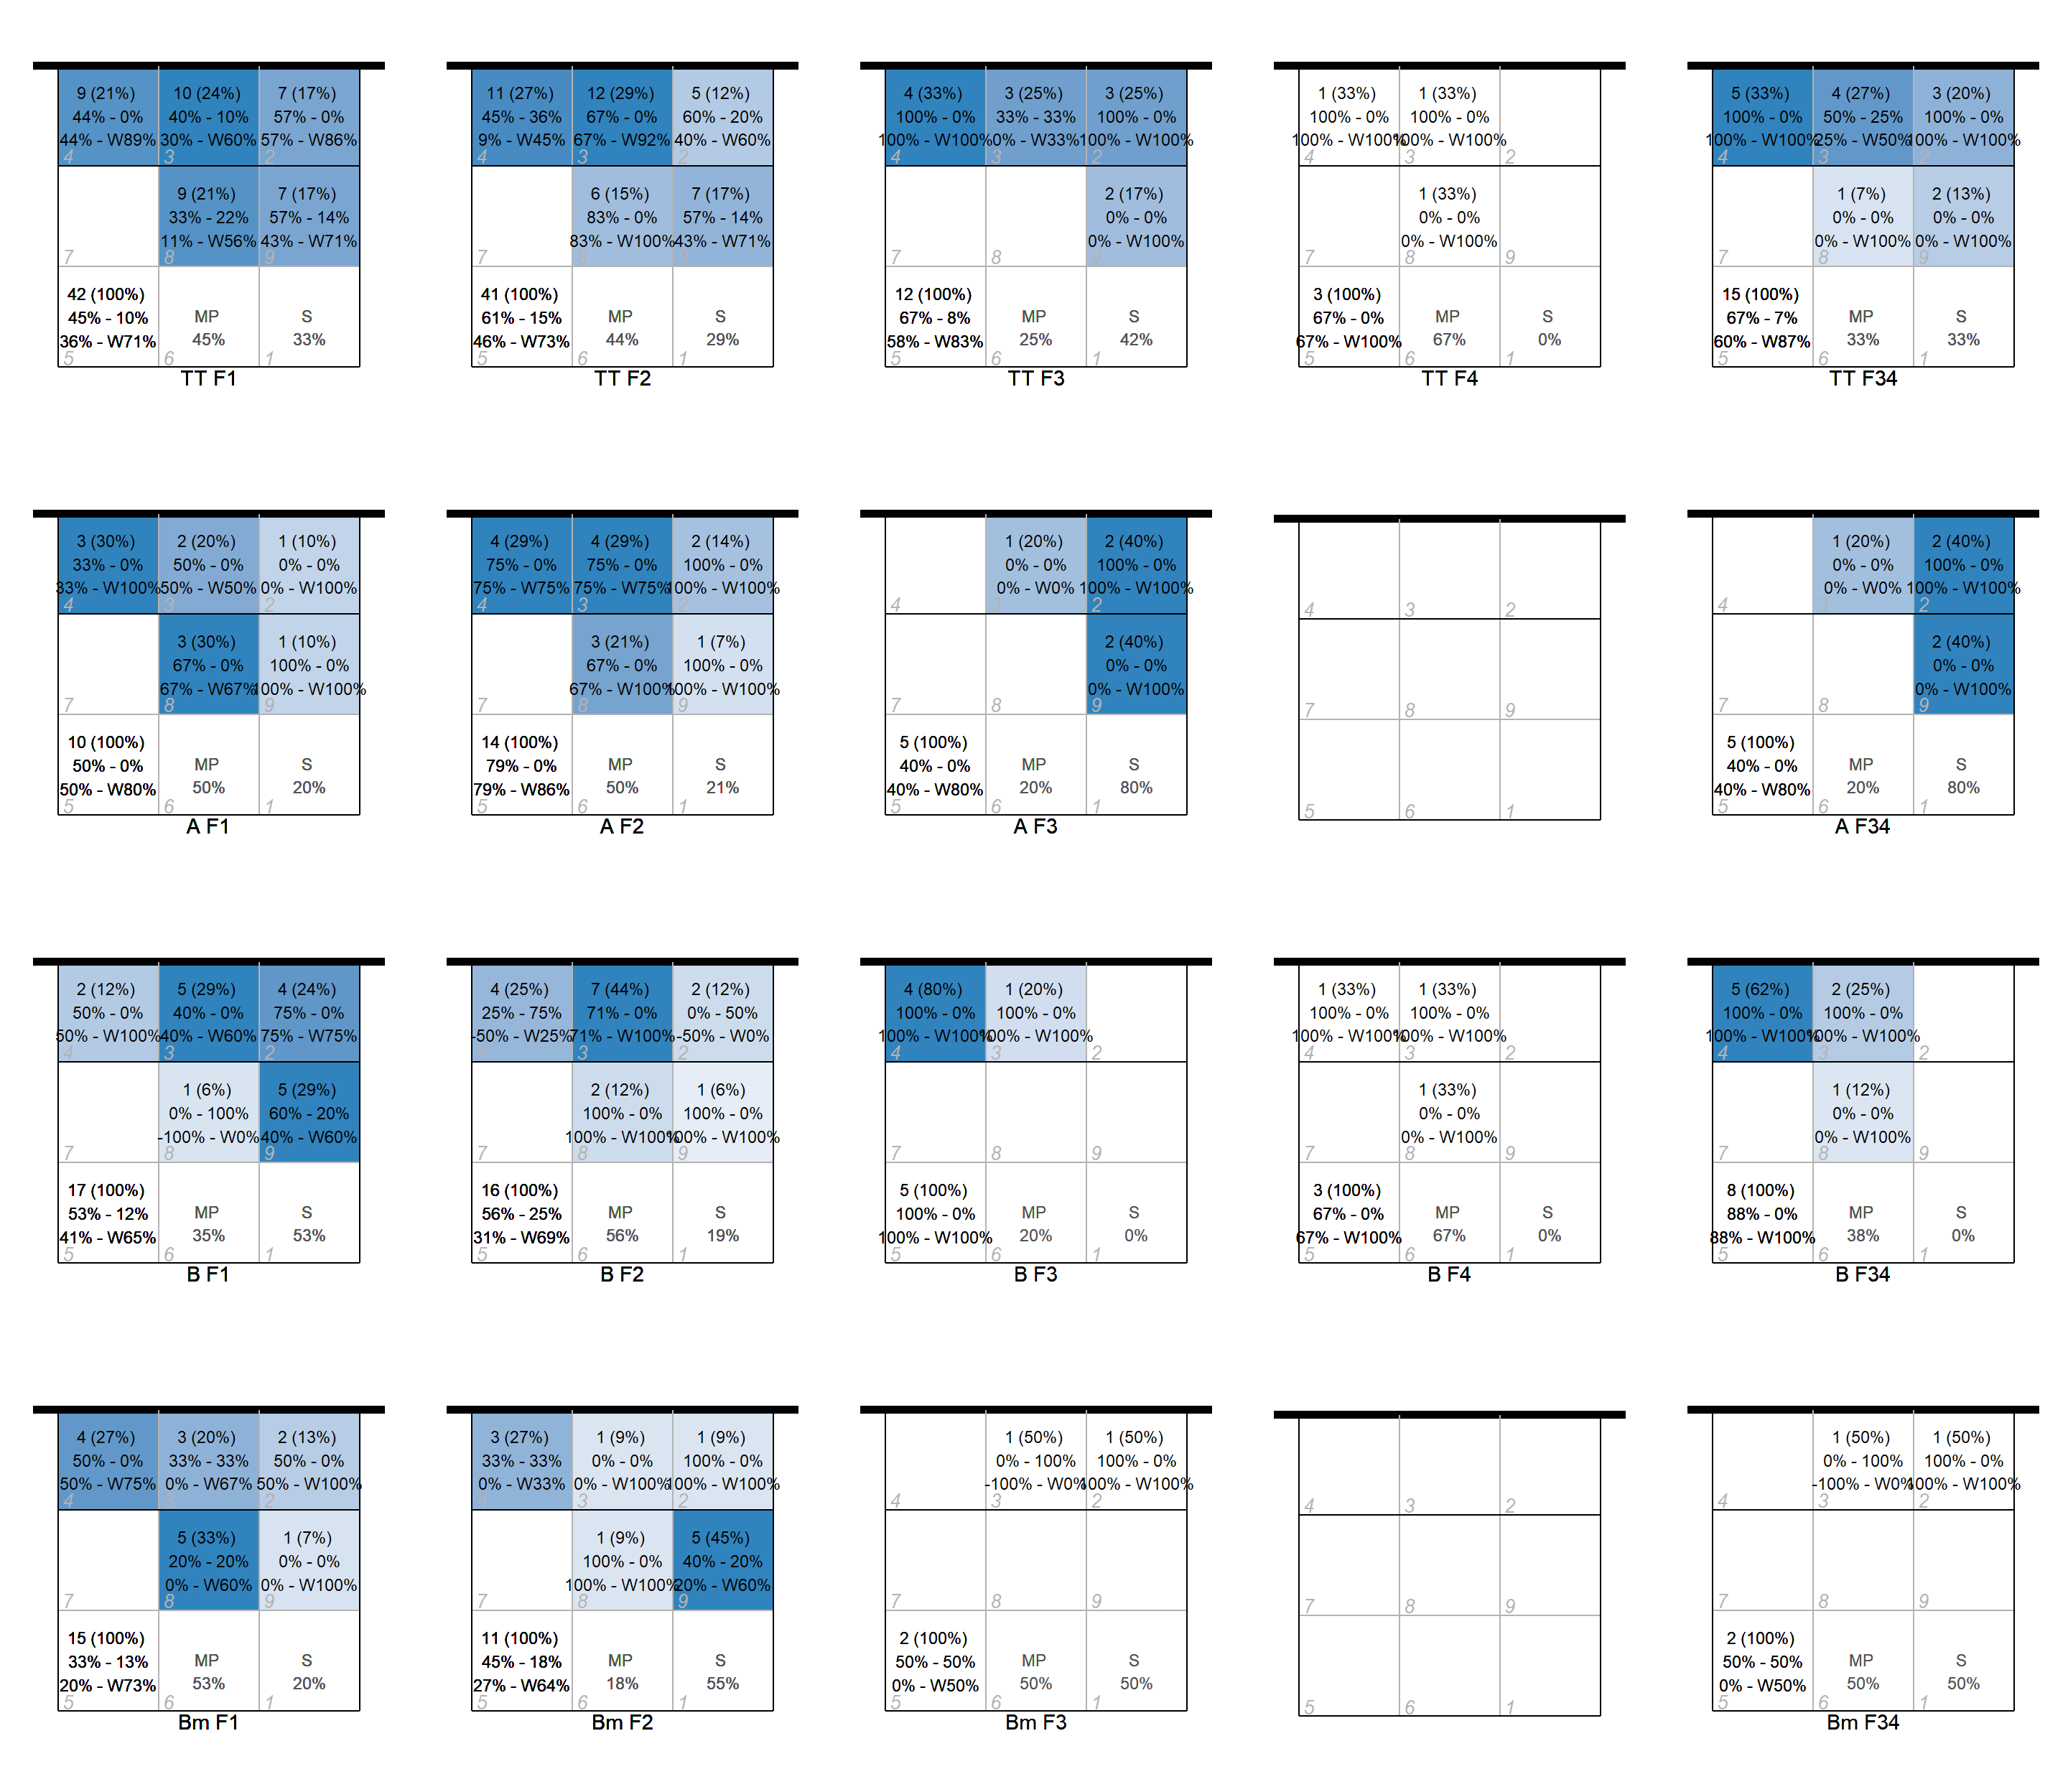 9 (21%) 10 (24%) 7 (17%)
44% - 0% 40% - 10% 57% - 0%
44% - W89% 30% - W60% 57% - W86%
4 3 2
9 (21%) 7 (17%)
33% - 22% 57% - 14%
11% - W56% 43% - W71%
7 8 9
42 (100%)
45% - 10% MP S
36% - W71% 45% 33%
5 6 1
TT F1
11 (27%) 12 (29%) 5 (12%)
45% - 36% 67% - 0% 60% - 20%
9% - W45% 67% - W92% 40% - W60%
4 3 2
6 (15%) 7 (17%)
83% - 0% 57% - 14%
83% - W100% 43% - W71%
7 8 9
41 (100%)
61% - 15% MP S
46% - W73% 44% 29%
5 6 1
TT F2
4 (33%) 3 (25%) 3 (25%)
100% - 0% 33% - 33% 100% - 0%
100% - W100% 0% - W33% 100% - W100%
4 3 2
2 (17%)
0% - 0%
0% - W100%
7 8 9
12 (100%)
67% - 8% MP S
58% - W83% 25% 42%
5 6 1
TT F3
1 (33%) 1 (33%)
100% - 0% 100% - 0%
100% - W100% 100% - W100%
4 3 2
1 (33%)
0% - 0%
0% - W100%
7 8 9
3 (100%)
67% - 0% MP S
67% - W100% 67% 0%
5 6 1
TT F4
5 (33%) 4 (27%) 3 (20%)
100% - 0% 50% - 25% 100% - 0%
100% - W100% 25% - W50% 100% - W100%
4 3 2
1 (7%) 2 (13%)
0% - 0% 0% - 0%
0% - W100% 0% - W100%
7 8 9
15 (100%)
67% - 7% MP S
60% - W87% 33% 33%
5 6 1
TT F34
3 (30%) 2 (20%) 1 (10%)
33% - 0% 50% - 0% 0% - 0%
33% - W100% 50% - W50% 0% - W100%
4 3 2
3 (30%) 1 (10%)
67% - 0% 100% - 0%
67% - W67% 100% - W100%
7 8 9
10 (100%)
50% - 0% MP S
50% - W80% 50% 20%
5 6 1
A F1
4 (29%) 4 (29%) 2 (14%)
75% - 0% 75% - 0% 100% - 0%
75% - W75% 75% - W75% 100% - W100%
4 3 2
3 (21%) 1 (7%)
67% - 0% 100% - 0%
67% - W100% 100% - W100%
7 8 9
14 (100%)
79% - 0% MP S
79% - W86% 50% 21%
5 6 1
A F2
1 (20%) 2 (40%)
0% - 0% 100% - 0%
0% - W0% 100% - W100%
4 3 2
2 (40%)
0% - 0%
0% - W100%
7 8 9
5 (100%)
40% - 0% MP S
40% - W80% 20% 80%
5 6 1
A F3
4 3 2
7 8 9
5 6 1
1 (20%) 2 (40%)
0% - 0% 100% - 0%
0% - W0% 100% - W100%
4 3 2
2 (40%)
0% - 0%
0% - W100%
7 8 9
5 (100%)
40% - 0% MP S
40% - W80% 20% 80%
5 6 1
A F34
2 (12%) 5 (29%) 4 (24%)
50% - 0% 40% - 0% 75% - 0%
50% - W100% 40% - W60% 75% - W75%
4 3 2
1 (6%) 5 (29%)
0% - 100% 60% - 20%
-100% - W0% 40% - W60%
7 8 9
17 (100%)
53% - 12% MP S
41% - W65% 35% 53%
5 6 1
B F1
4 (25%) 7 (44%) 2 (12%)
25% - 75% 71% - 0% 0% - 50%
-50% - W25% 71% - W100% -50% - W0%
4 3 2
2 (12%) 1 (6%)
100% - 0% 100% - 0%
100% - W100% 100% - W100%
7 8 9
16 (100%)
56% - 25% MP S
31% - W69% 56% 19%
5 6 1
B F2
4 (80%) 1 (20%)
100% - 0% 100% - 0%
100% - W100% 100% - W100%
4 3 2
7 8 9
5 (100%)
100% - 0% MP S
100% - W100% 20% 0%
5 6 1
B F3
1 (33%) 1 (33%)
100% - 0% 100% - 0%
100% - W100% 100% - W100%
4 3 2
1 (33%)
0% - 0%
0% - W100%
7 8 9
3 (100%)
67% - 0% MP S
67% - W100% 67% 0%
5 6 1
B F4
5 (62%) 2 (25%)
100% - 0% 100% - 0%
100% - W100% 100% - W100%
4 3 2
1 (12%)
0% - 0%
0% - W100%
7 8 9
8 (100%)
88% - 0% MP S
88% - W100% 38% 0%
5 6 1
B F34
4 (27%) 3 (20%) 2 (13%)
50% - 0% 33% - 33% 50% - 0%
50% - W75% 0% - W67% 50% - W100%
4 3 2
5 (33%) 1 (7%)
20% - 20% 0% - 0%
0% - W60% 0% - W100%
7 8 9
15 (100%)
33% - 13% MP S
20% - W73% 53% 20%
5 6 1
Bm F1
3 (27%) 1 (9%) 1 (9%)
33% - 33% 0% - 0% 100% - 0%
0% - W33% 0% - W100% 100% - W100%
4 3 2
1 (9%) 5 (45%)
100% - 0% 40% - 20%
100% - W100% 20% - W60%
7 8 9
11 (100%)
45% - 18% MP S
27% - W64% 18% 55%
5 6 1
Bm F2
1 (50%) 1 (50%)
0% - 100% 100% - 0%
-100% - W0% 100% - W100%
4 3 2
7 8 9
2 (100%)
50% - 50% MP S
0% - W50% 50% 50%
5 6 1
Bm F3
4 3 2
7 8 9
5 6 1
1 (50%) 1 (50%)
0% - 100% 100% - 0%
-100% - W0% 100% - W100%
4 3 2
7 8 9
2 (100%)
50% - 50% MP S
0% - W50% 50% 50%
5 6 1
Bm F34